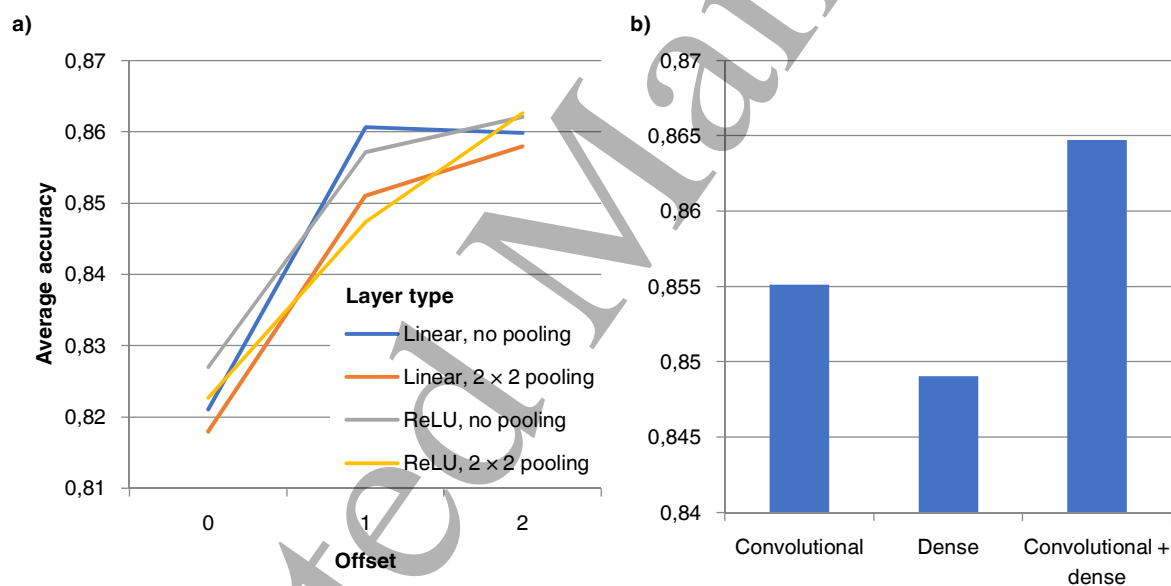 a)
0,87
0,86
0,85
0,84
0,83
0,82
0,81
Average accuracy
0
1
2
Offset
Layer type
Linear, no pooling
Linear, 2 × 2 pooling
ReLU, no pooling
ReLU, 2 × 2 pooling
b)
0,87
0,865
0,86
0,855
0,85
0,845
0,84
Convolutional
Dense
Convolutional +
dense